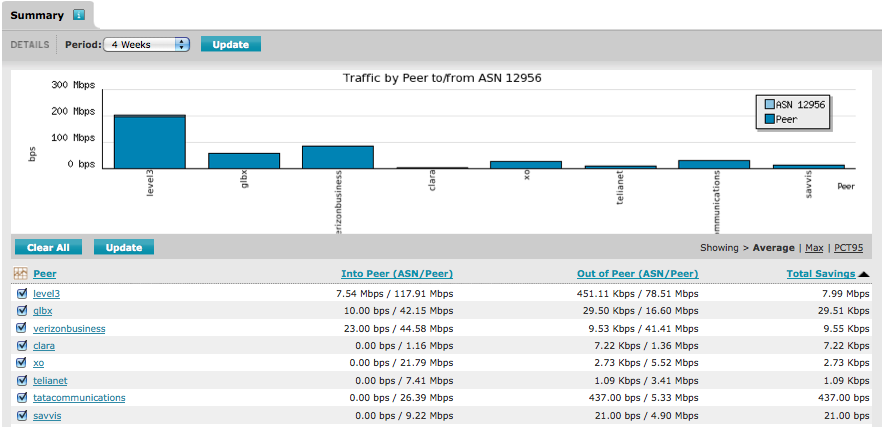 Summary i
DETAILS Period: 4 Weeks Update
Traffic by Peer to/from ASN 12956
300 Mbps
200 Mbps
100 Mbps
0 bps
bps
ASN 12956
Peer
level3
glbx
erizonbusiness
clara
xo
telianet
mmunications
savvis
Peer
Clear All Update Showing > Average | Max | PCT95
Peer Into Peer (ASN/Peer) Out of Peer (ASN/Peer) Total Savings
level3 7.54 Mbps / 117.91 Mbps 451.11 Kbps / 78.51 Mbps 7.99 Mbps
glbx 10.00 bps / 42.15 Mbps 29.50 Kbps / 16.60 Mbps 29.51 Kbps
verizonbusiness 23.00 bps / 44.58 Mbps 9.53 Kbps / 41.41 Mbps 9.55 Kbps
clara 0.00 bps / 1.16 Mbps 7.22 Kbps / 1.36 Mbps 7.22 Kbps
xo 0.00 bps / 21.79 Mbps 2.73 Kbps / 5.52 Mbps 2.73 Kbps
telianet 0.00 bps / 7.41 Mbps 1.09 Kbps / 3.41 Mbps 1.09 Kbps
tatacommunications 0.00 bps / 26.39 Mbps 437.00 bps / 5.33 Mbps 437.00 bps
savvis 0.00 bps / 9.22 Mbps 21.00 bps / 4.90 Mbps 21.00 bps